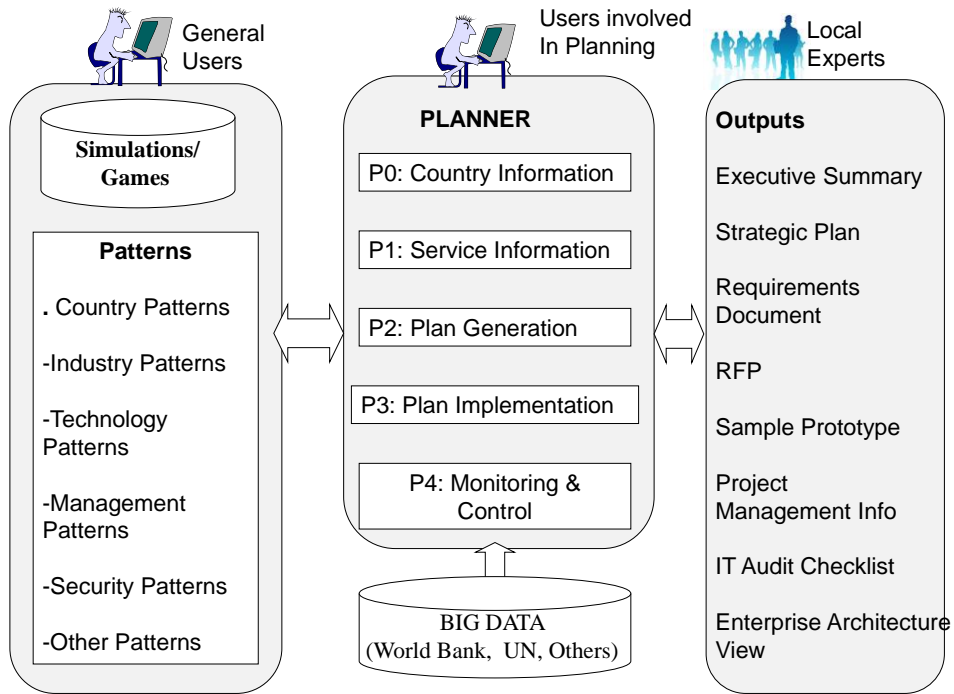 General
Users
Simulations/
Games
Patterns
. Country Patterns
-Industry Patterns
-Technology
Patterns
-Management
Patterns
-Security Patterns
-Other Patterns
Users involved
In Planning
PLANNER
P0: Country Information
P1: Service Information
P2: Plan Generation
P3: Plan Implementation
P4: Monitoring &
Control
BIG DATA
(World Bank, UN, Others)
Local
Experts
Outputs
Executive Summary
Strategic Plan
Requirements
Document
RFP
Sample Prototype
Project
Management Info
IT Audit Checklist
Enterprise Architecture
View